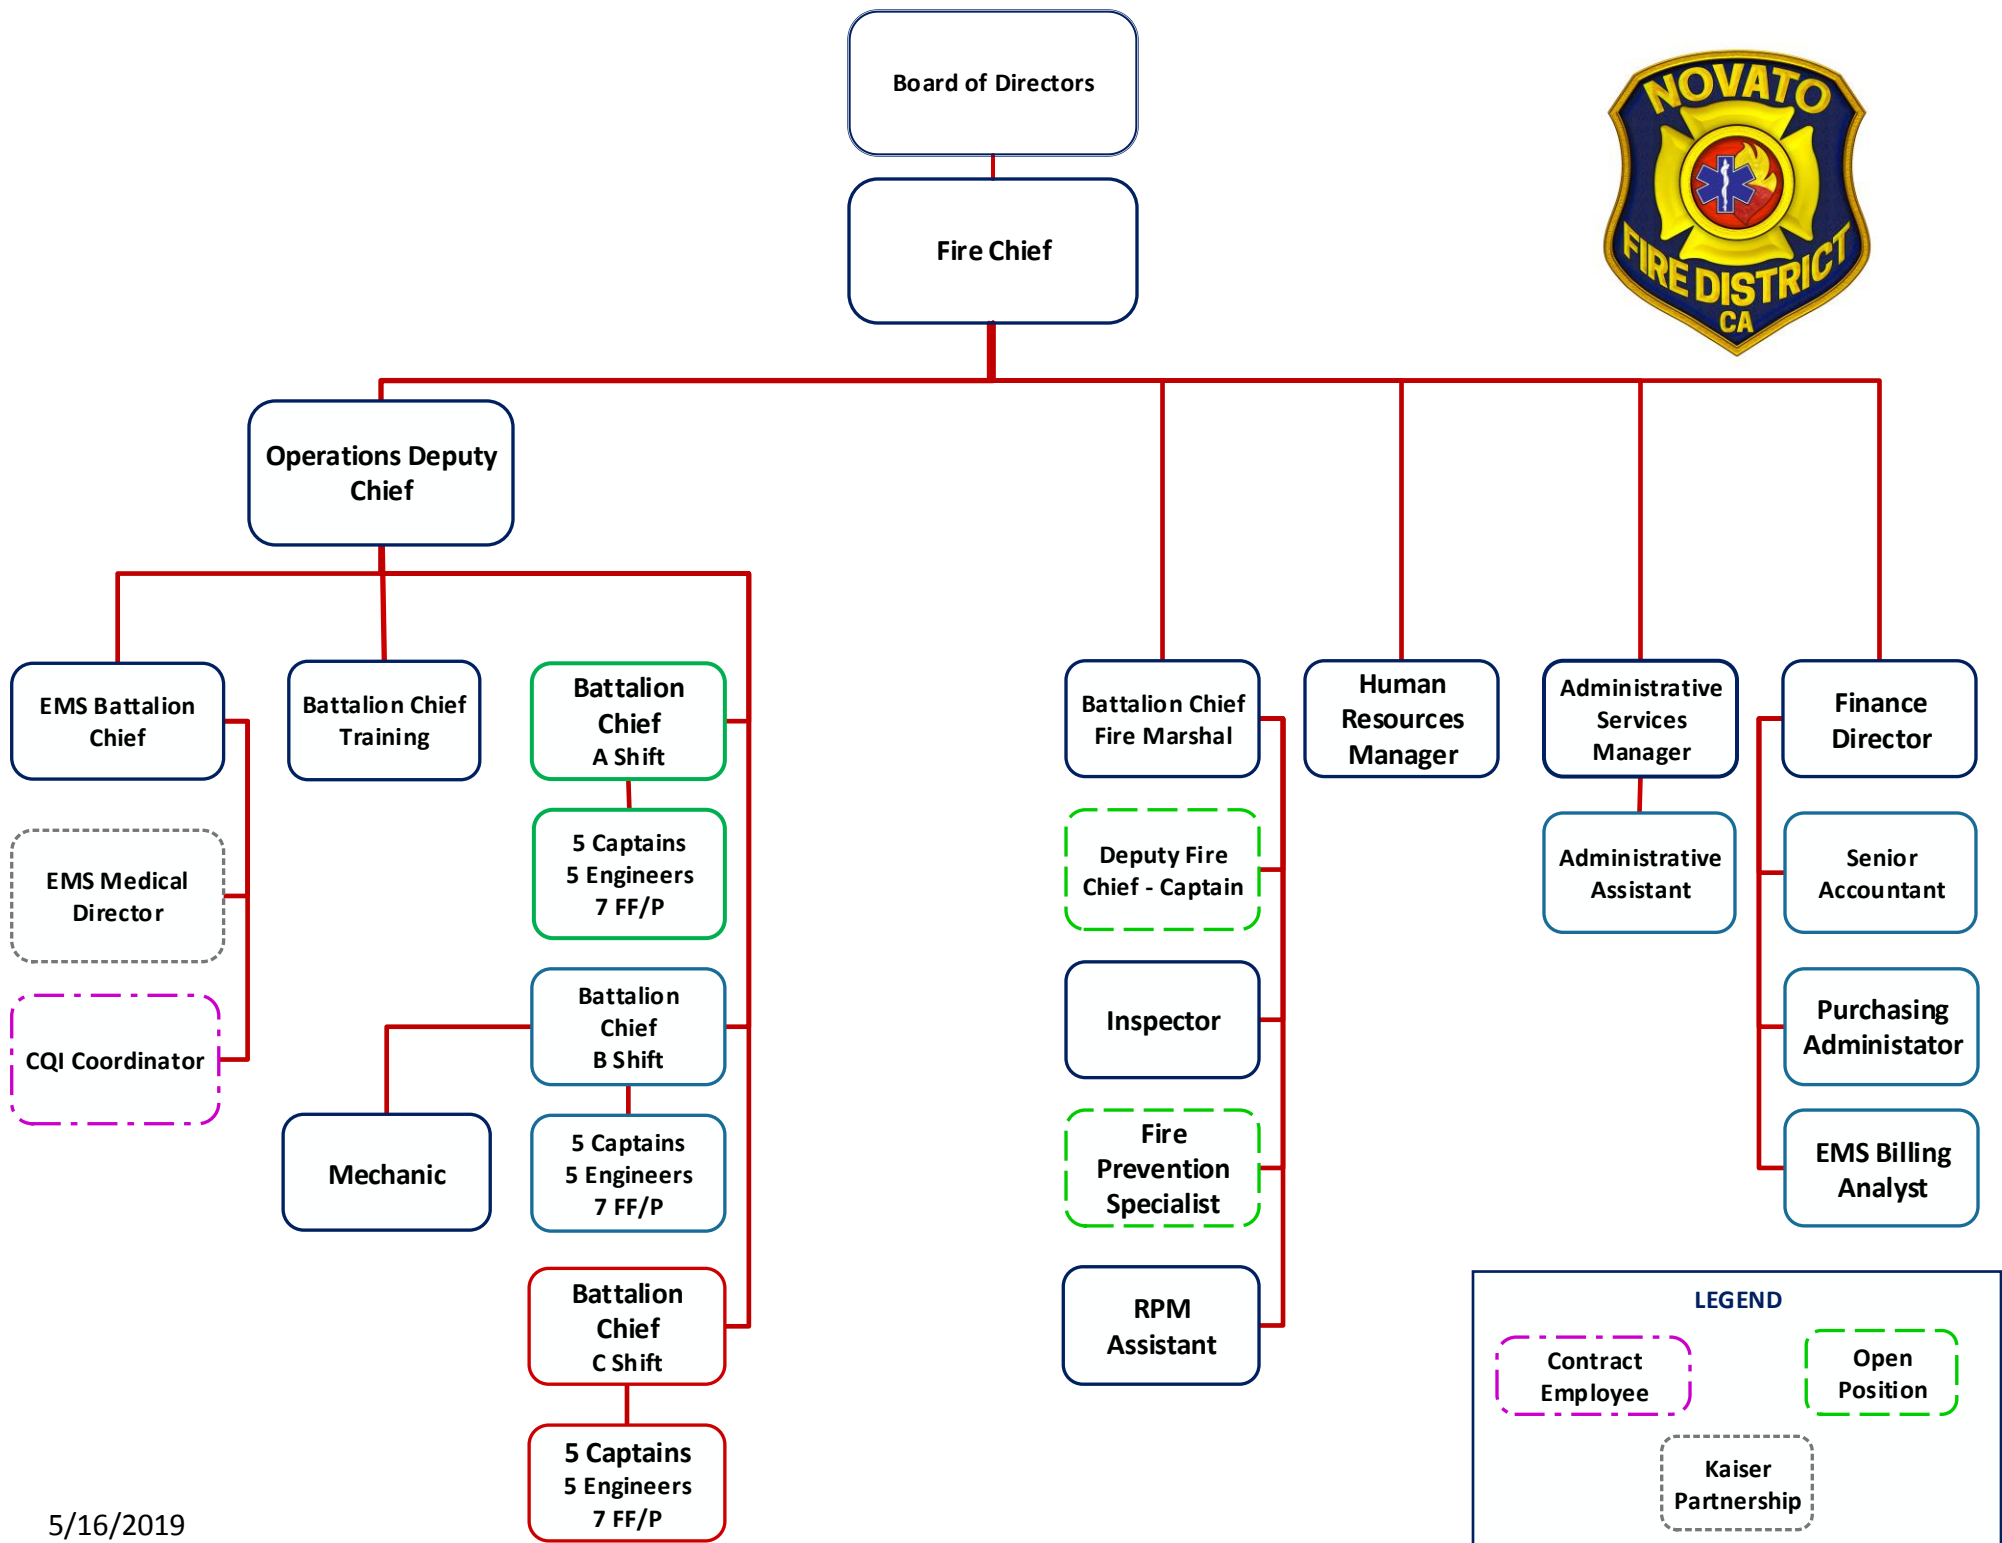 Board of Directors
NOVATO
FIRE DISTRICT
CA
Fire Chief
Operations Deputy
Chief
EMS Battalion
Chief
Battalion Chief
Training
Battalion
Chief
A Shift
Battalion Chief
Fire Marshal
Human
Resources
Manager
Administrative
Services
Manager
Finance
Director
EMS Medical
Director
5 Captains
5 Engineers
7 FF/P
Deputy Fire
Chief - Captain
Administrative
Assistant
Senior
Accountant
CQI Coordinator
Battalion
Chief
B Shift
Inspector
Purchasing
Administator
Mechanic
5 Captains
5 Engineers
7 FF/P
Fire
Prevention
Specialist
EMS Billing
Analyst
Battalion
Chief
C Shift
RPM
Assistant
5 Captains
5 Engineers
7 FF/P
LEGEND
Contract
Employee
Open
Position
Kaiser
Partnership
5/16/2019